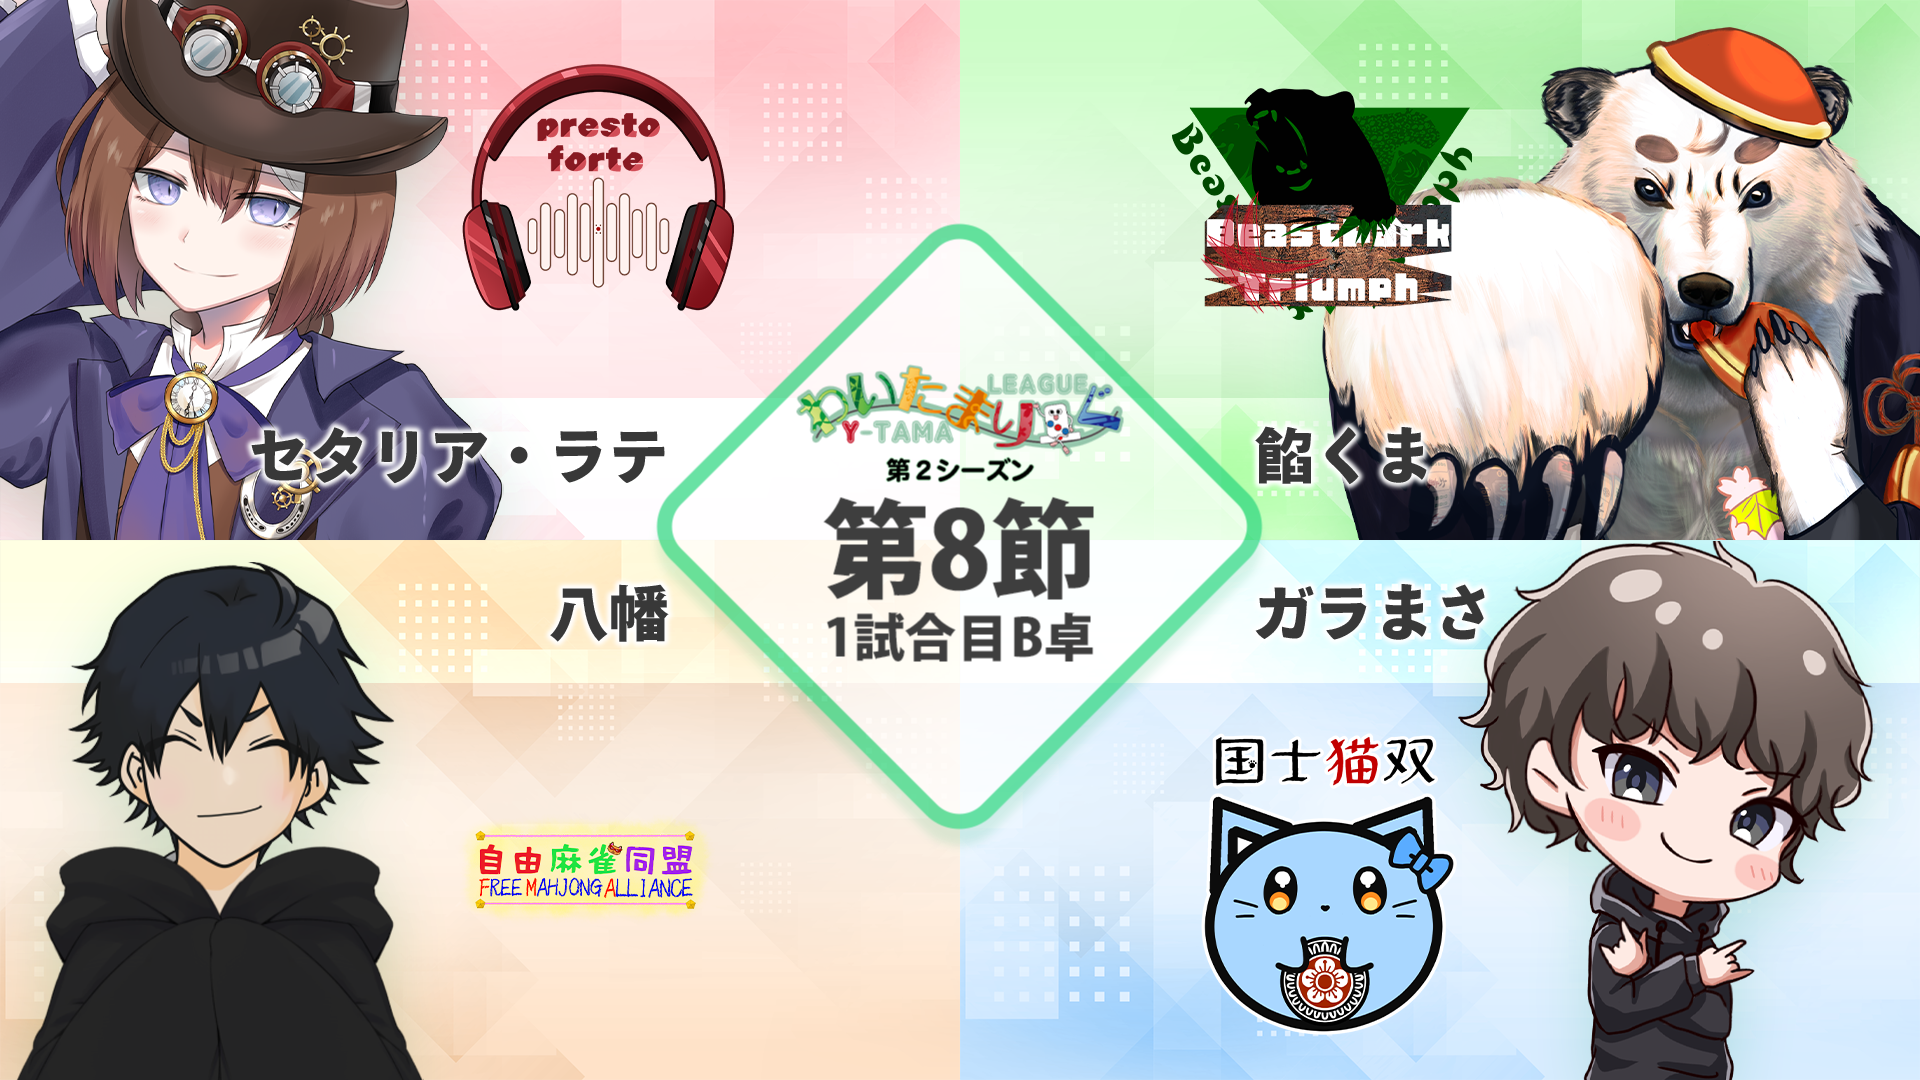 presto
forte
セタリア・ラテ
Beastmark
Triumph
餡くま
わいたまりーぐ
LEAGUE
Y-TAMA
第2シーズン
第8節
1試合目B卓
八幡
自由麻雀同盟
FREE MAHJONG ALLIANCE
ガラまさ
国士猫双